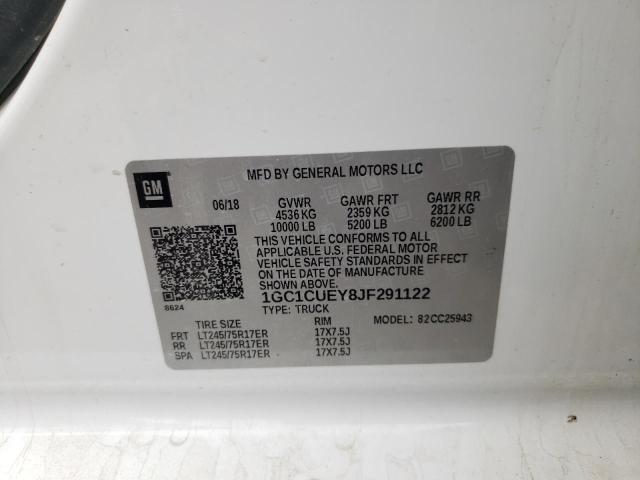 MFD BY GENERAL MOTORS LLC
GM
06/18 GVWR GAWR FRT GAWR RR
4536 KG 2359 KG 2812 KG
10000 LB 5200 LB 6200 LB
THIS VEHICLE CONFORMS TO ALL
APPLICABLE U.S. FEDERAL MOTOR
VEHICLE SAFETY STANDARDS IN EFFECT
ON THE DATE OF MANUFACTURE
SHOWN ABOVE.
1GC1CUEY8JF291122
8624 TYPE: TRUCK
TIRE SIZE RIM MODEL: 82CC25943
FRT LT245/75R17ER 17X7.5J
RR LT245/75R17ER 17X7.5J
SPA LT245/75R17ER 17X7.5J